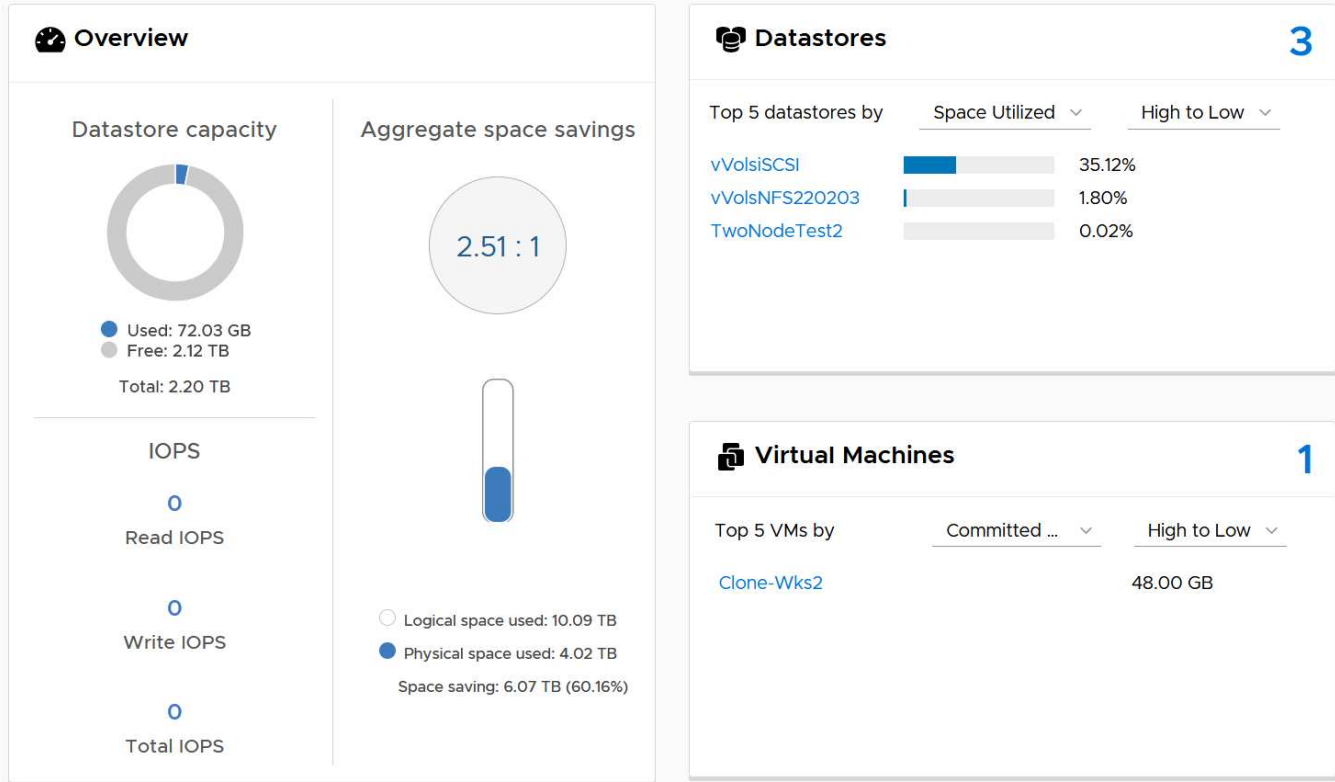 Overview
Datastore capacity
Used: 72.03 GB
Free: 2.12 TB
Total: 2.20 TB
IOPS
0
Read IOPS
0
Write IOPS
0
Total IOPS
Aggregate space savings
2.51 : 1
Logical space used: 10.09 TB
Physical space used: 4.02 TB
Space saving: 6.07 TB (60.16%)
Datastores 3
Top 5 datastores by Space Utilized High to Low
vVolsiSCSI 35.12%
vVolsNFS220203 1.80%
TwoNodeTest2 0.02%
Virtual Machines 1
Top 5 VMs by Committed ... High to Low
Clone-Wks2 48.00 GB